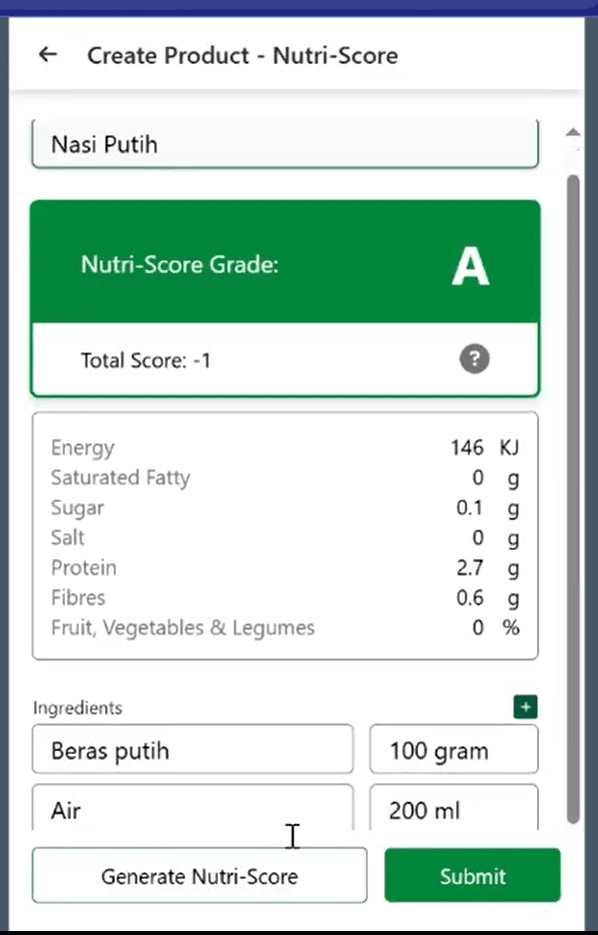 Create Product - Nutri-Score
Nasi Putih
Nutri-Score Grade: A
Total Score: -1 ?
Energy 146 KJ
Saturated Fatty 0 g
Sugar 0.1 g
Salt 0 g
Protein 2.7 g
Fibres 0.6 g
Fruit, Vegetables & Legumes 0 %
Ingredients +
Beras putih 100 gram
Air 200 ml
Generate Nutri-Score Submit